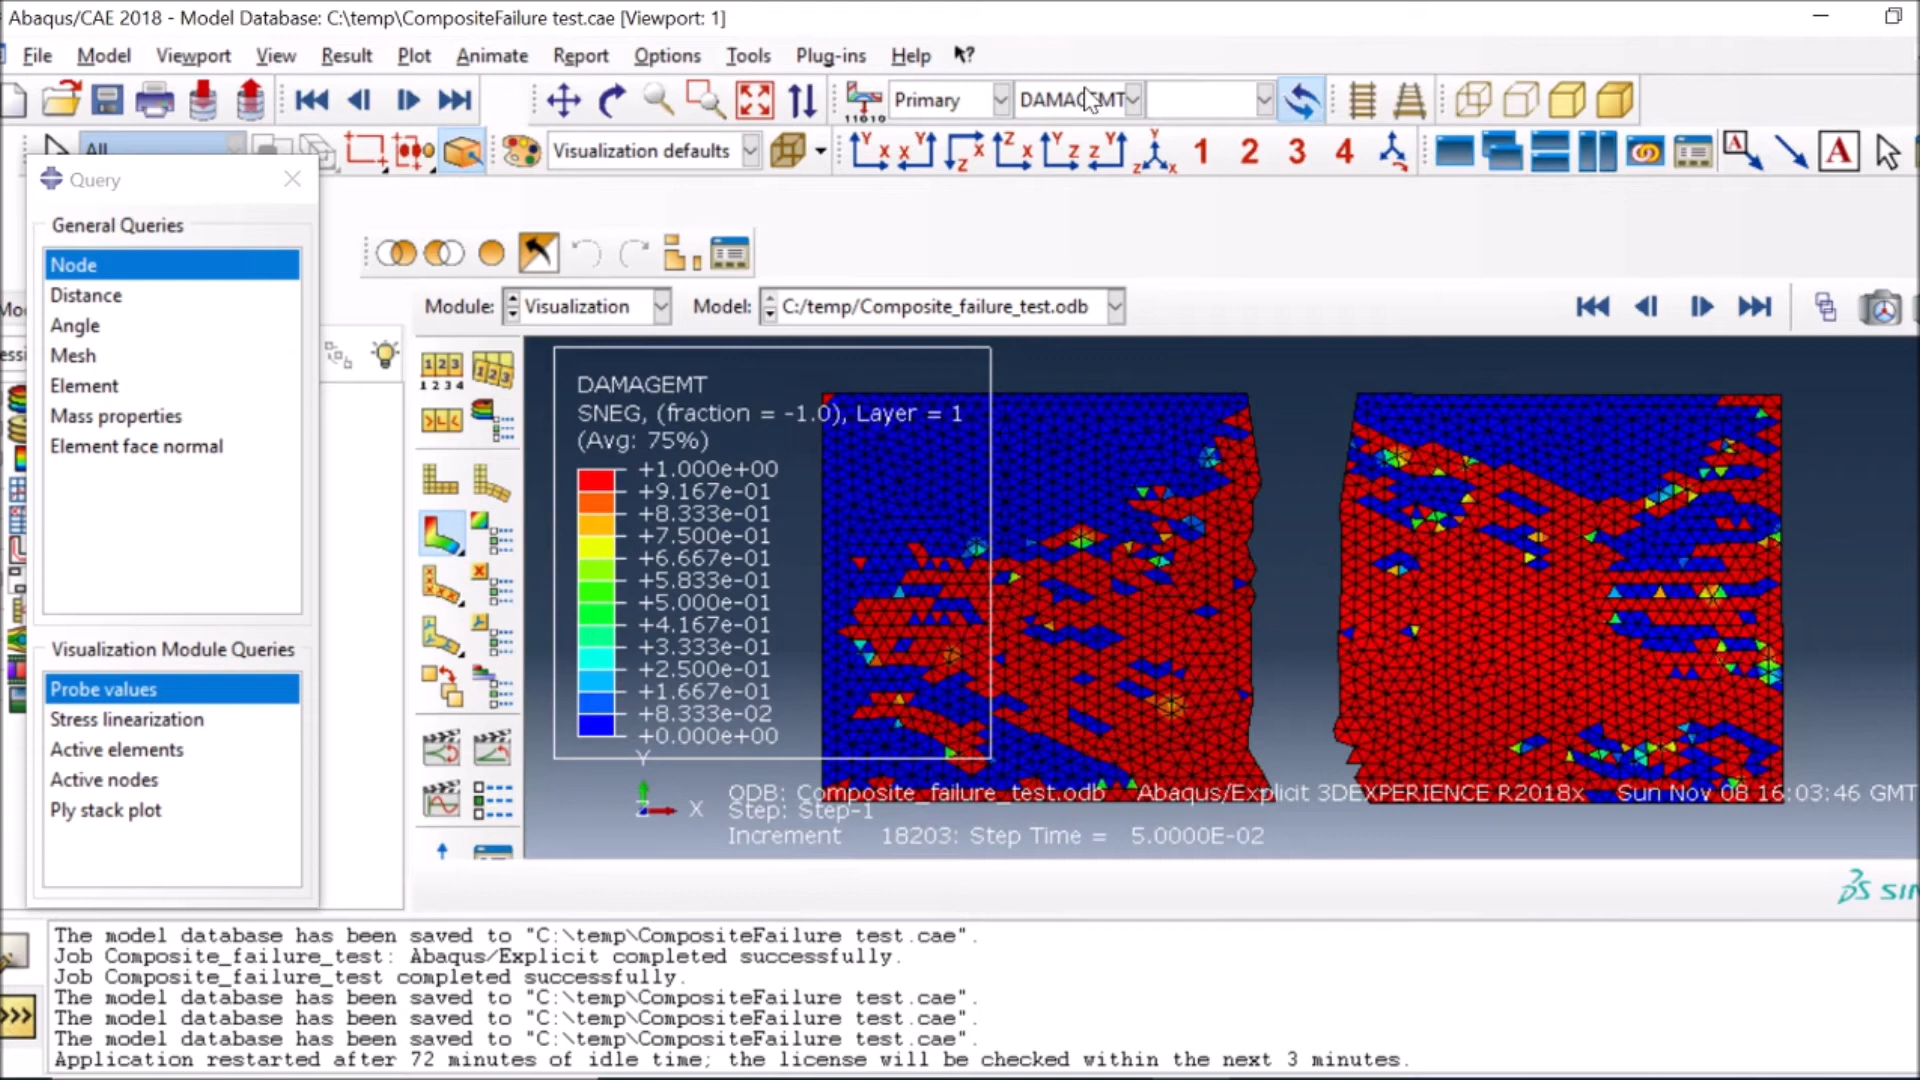 Abaqus/CAE 2018 - Model Database: C:\temp\CompositeFailure test.cae [Viewport: 1]
File Model Viewport View Result Plot Animate Report Options Tools Plug-ins Help
11010 Primary DAMAGEMT
All Visualization defaults 1 2 3 4 A
Query
General Queries
Node
Distance
Angle
Mesh
Element
Mass properties
Element face normal
Visualization Module Queries
Probe values
Stress linearization
Active elements
Active nodes
Ply stack plot
Module: Visualization Model: C:/temp/Composite_failure_test.odb
DAMAGEMT
SNEG, (fraction = -1.0), Layer = 1
(Avg: 75%)
+1.000e+00
+9.167e-01
+8.333e-01
+7.500e-01
+6.667e-01
+5.833e-01
+5.000e-01
+4.167e-01
+3.333e-01
+2.500e-01
+1.667e-01
+8.333e-02
+0.000e+00
Y
Z X
ODB: Composite_failure_test.odb Abaqus/Explicit 3DEXPERIENCE R2018x Sun Nov 08 16:03:46 GMT
Step: Step-1
Increment 18203: Step Time = 5.0000E-02
The model database has been saved to "C:\temp\CompositeFailure test.cae".
Job Composite_failure_test: Abaqus/Explicit completed successfully.
Job Composite_failure_test completed successfully.
The model database has been saved to "C:\temp\CompositeFailure test.cae".
The model database has been saved to "C:\temp\CompositeFailure test.cae".
The model database has been saved to "C:\temp\CompositeFailure test.cae".
Application restarted after 72 minutes of idle time; the license will be checked within the next 3 minutes.